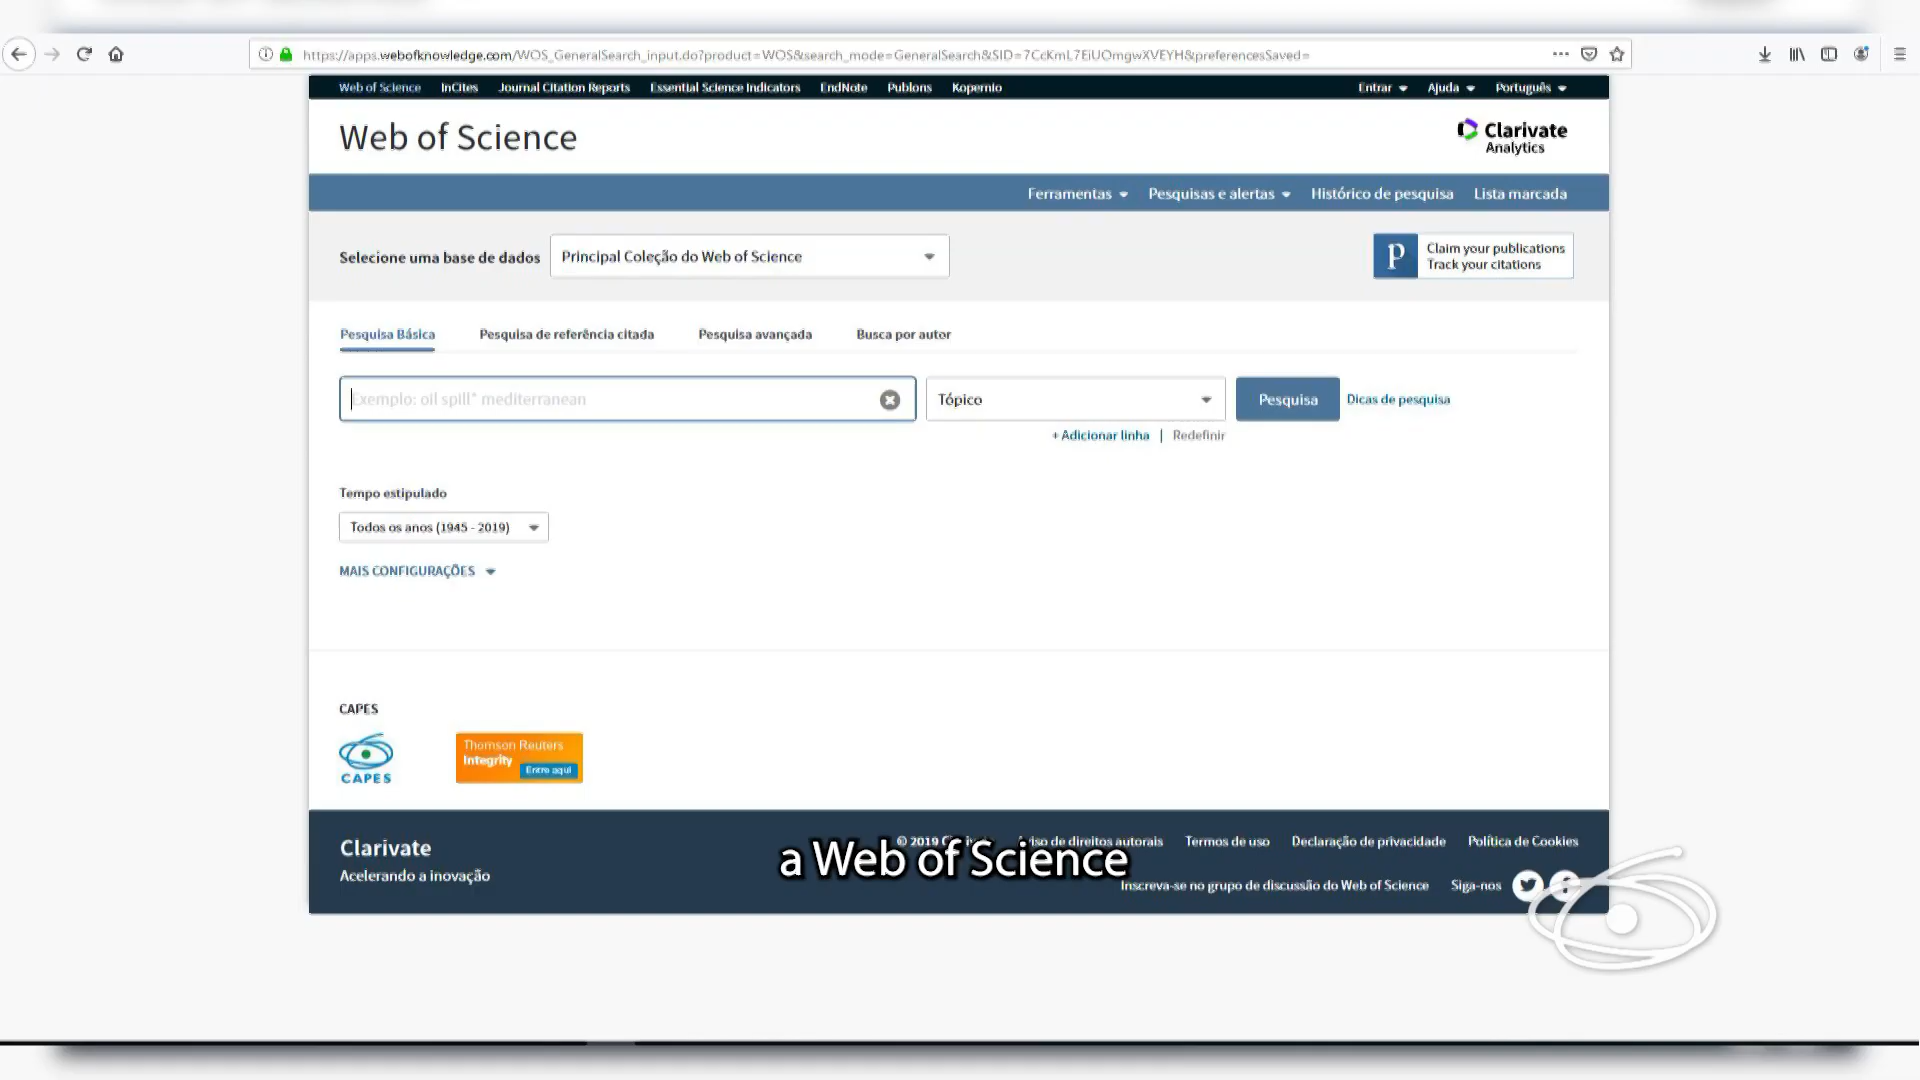 https://apps.webofknowledge.com/WOS_GeneralSearch_input.do?product=WOS&search_mode=GeneralSearch&SID=7CcKmL7EiUOmgwXVEYH&preferencesSaved=
Web of Science InCites Journal Citation Reports Essential Science Indicators EndNote Publons Kopernio Entrar Ajuda Português
Web of Science
Clarivate
Analytics
Ferramentas Pesquisas e alertas Histórico de pesquisa Lista marcada
Selecione uma base de dados Principal Coleção do Web of Science
p
Claim your publications
Track your citations
Pesquisa Básica Pesquisa de referência citada Pesquisa avançada Busca por autor
Exemplo: oil spill* mediterranean Tópico Pesquisa Dicas de pesquisa
+ Adicionar linha | Redefinir
Tempo estipulado
Todos os anos (1945 - 2019)
MAIS CONFIGURAÇÕES
CAPES
CAPES
Thomson Reuters
Integrity
Entre aqui
Clarivate
Acelerando a inovação
© 2019 de direitos autorais Termos de uso Declaração de privacidade Política de Cookies
a Web of Science
Inscreva-se no grupo de discussão do Web of Science Siga-nos